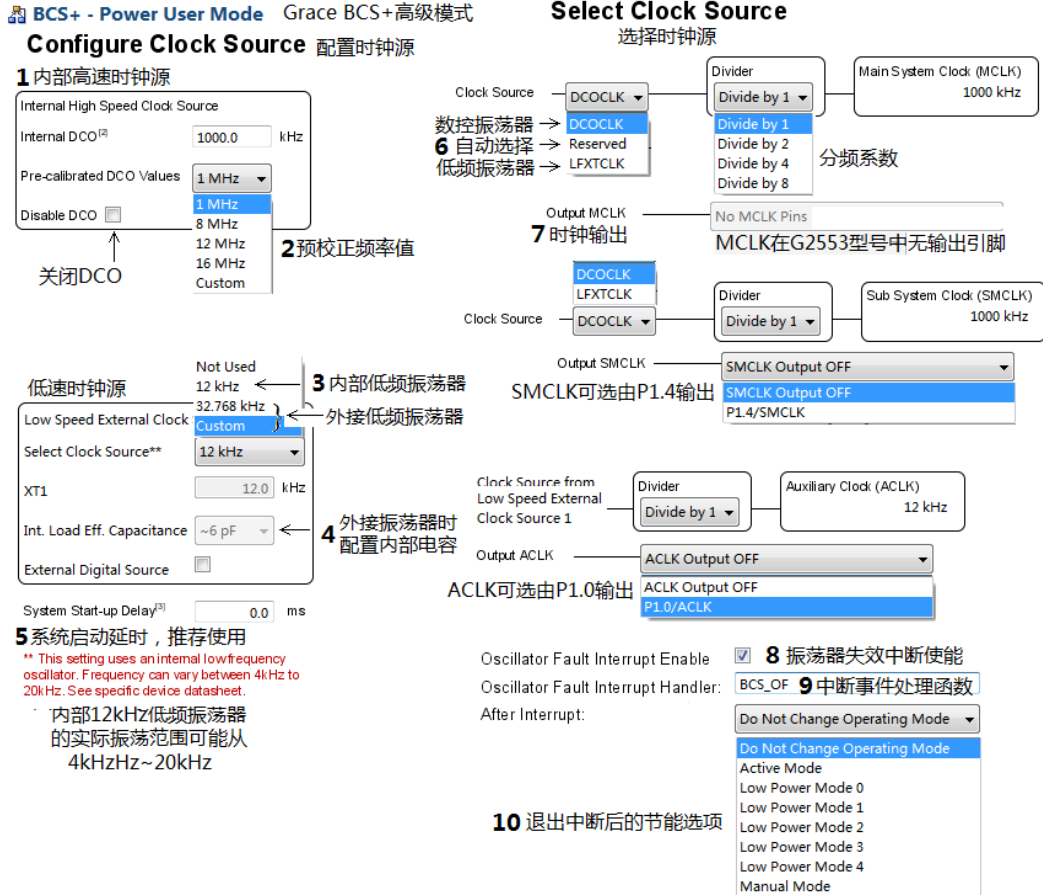 BCS+ - Power User Mode Grace BCS+高级模式
Configure Clock Source 配置时钟源
1内部高速时钟源
Internal High Speed Clock Source
Internal DCO[2] 1000.0 kHz
Pre-calibrated DCO Values 1 MHz
Disable DCO
1 MHz
8 MHz
12 MHz
16 MHz
Custom
2预校正频率值
关闭DCO
低速时钟源
Not Used
12 kHz
32.768 kHz
Custom
3内部低频振荡器
外接低频振荡器
Low Speed External Clock
Select Clock Source** 12 kHz
XT1 12.0 kHz
Int. Load Eff. Capacitance ~6 pF
4 外接振荡器时
配置内部电容
External Digital Source
System Start-up Delay[3] 0.0 ms
5系统启动延时，推荐使用
** This setting uses an internal low frequency
oscillator. Frequency can vary between 4kHz to
20kHz. See specific device datasheet.
内部12kHz低频振荡器
的实际振荡范围可能从
4kHzHz~20kHz
Select Clock Source
选择时钟源
Clock Source DCOCLK
Divider
Divide by 1
Main System Clock (MCLK)
1000 kHz
数控振荡器
6自动选择
低频振荡器
DCOCLK
Reserved
LFXTCLK
Divide by 1
Divide by 2
Divide by 4
Divide by 8
分频系数
Output MCLK No MCLK Pins
7时钟输出
MCLK在G2553型号中无输出引脚
DCOCLK
LFXTCLK
Clock Source DCOCLK
Divider
Divide by 1
Sub System Clock (SMCLK)
1000 kHz
Output SMCLK SMCLK Output OFF
SMCLK可选由P1.4输出
SMCLK Output OFF
P1.4/SMCLK
Clock Source from
Low Speed External
Clock Source 1
Divider
Divide by 1
Auxiliary Clock (ACLK)
12 kHz
Output ACLK ACLK Output OFF
ACLK可选由P1.0输出
ACLK Output OFF
P1.0/ACLK
Oscillator Fault Interrupt Enable 8 振荡器失效中断使能
Oscillator Fault Interrupt Handler: BCS_OF 9中断事件处理函数
After Interrupt: Do Not Change Operating Mode
Do Not Change Operating Mode
Active Mode
Low Power Mode 0
Low Power Mode 1
Low Power Mode 2
Low Power Mode 3
Low Power Mode 4
Manual Mode
10 退出中断后的节能选项